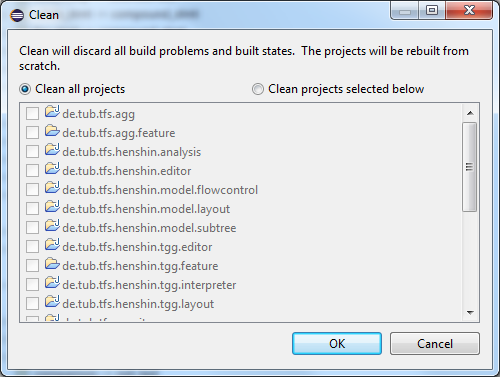 Clean
Clean will discard all build problems and built states.  The projects will be rebuilt from
scratch.
Clean all projects
Clean projects selected below
de.tub.tfs.agg
de.tub.tfs.agg.feature
de.tub.tfs.henshin.analysis
de.tub.tfs.henshin.editor
de.tub.tfs.henshin.model.flowcontrol
de.tub.tfs.henshin.model.layout
de.tub.tfs.henshin.model.subtree
de.tub.tfs.henshin.tgg.editor
de.tub.tfs.henshin.tgg.feature
de.tub.tfs.henshin.tgg.interpreter
de.tub.tfs.henshin.tgg.layout
OK
Cancel